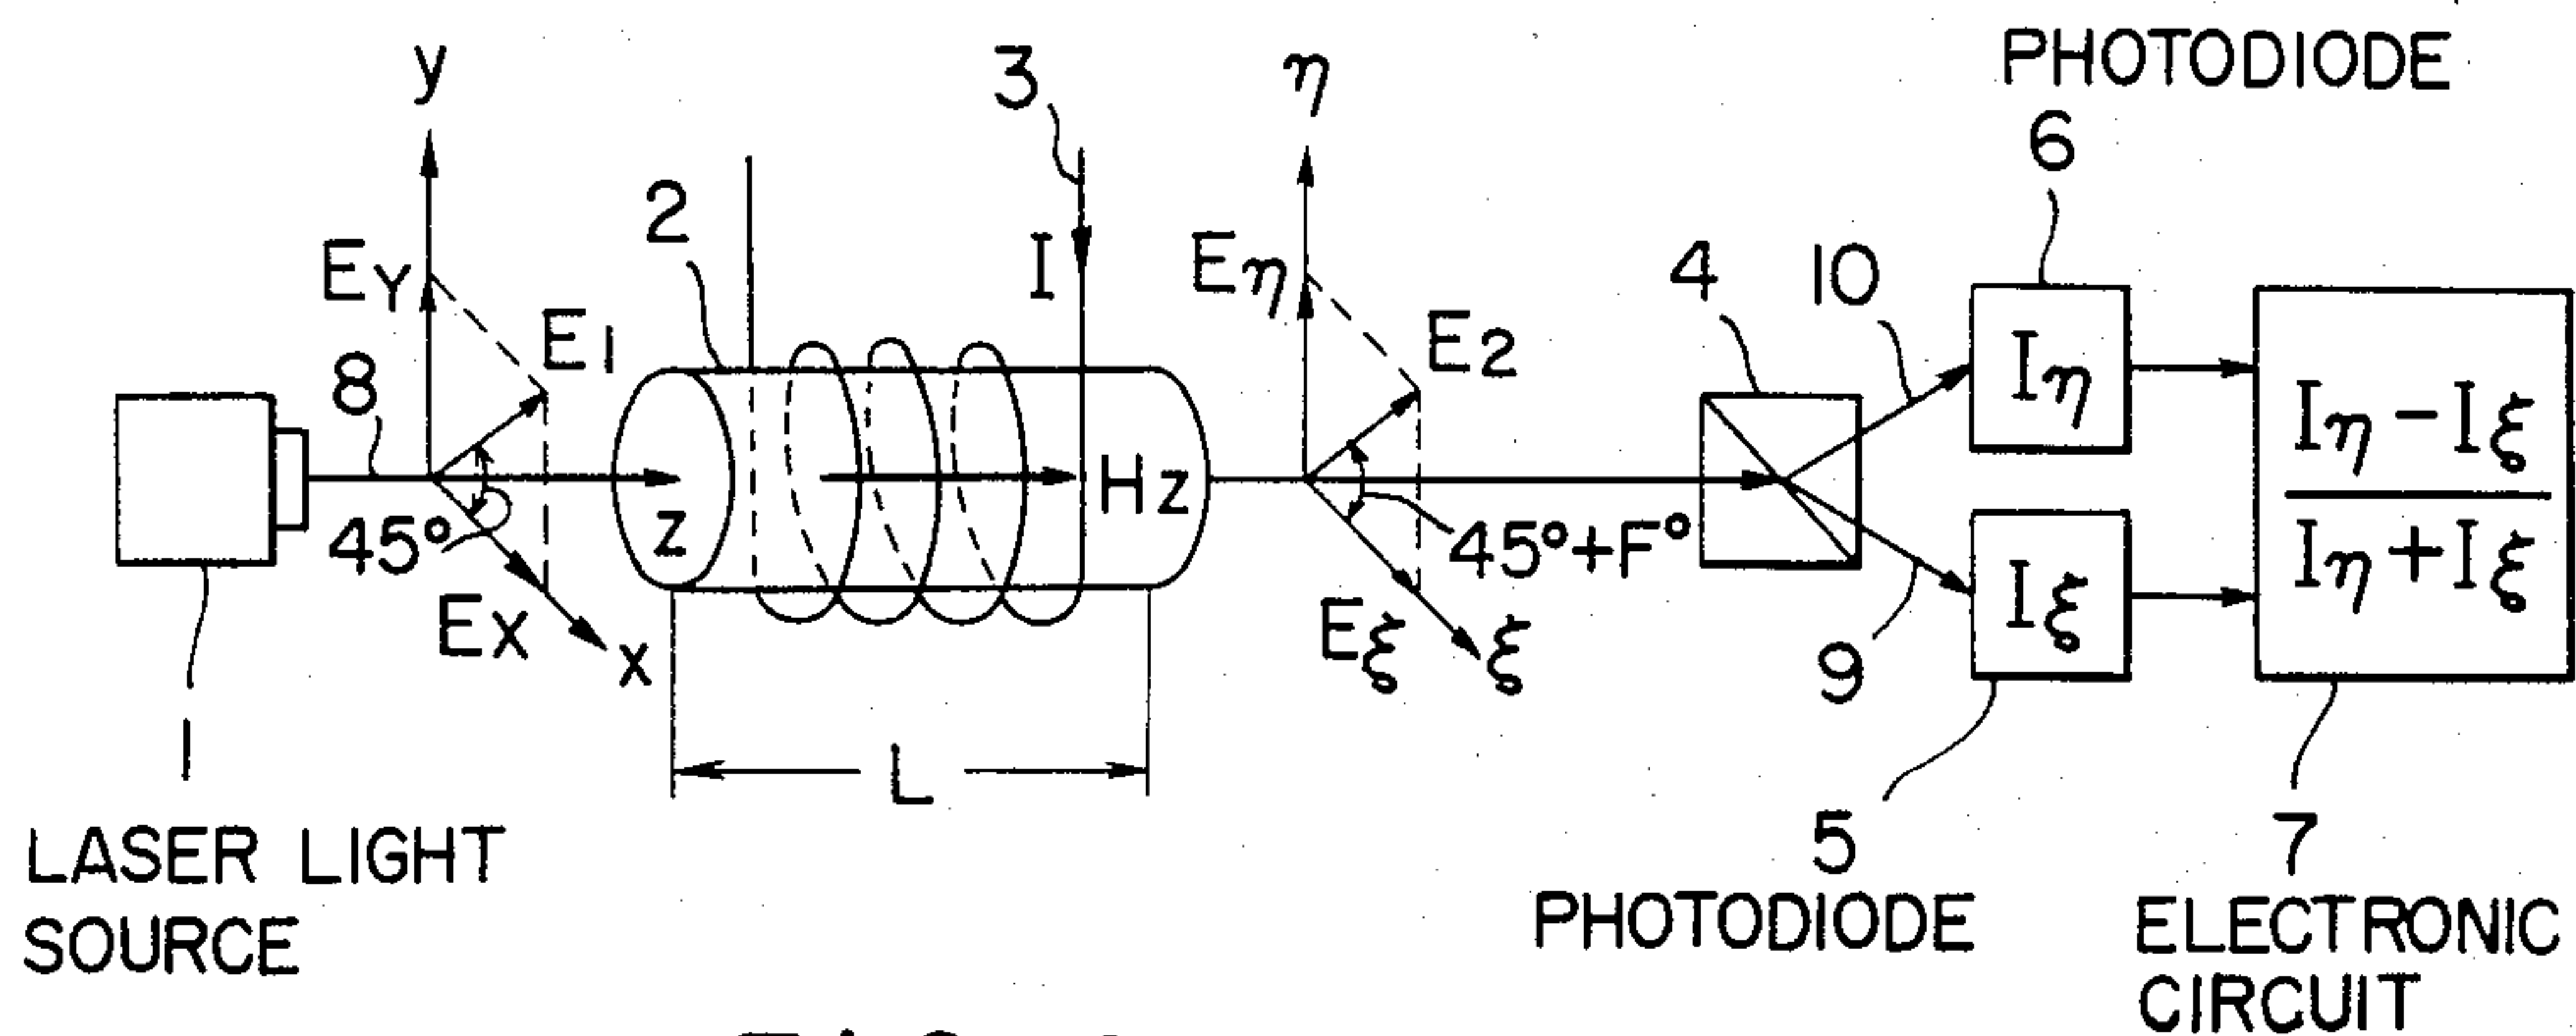 PHOTODIODE
y
3
η
6
2
I
Eη
4
10
EY
E1
E2
8
Iη
Iη − Iξ
Iη + Iξ
z
Hz
45°
45°+F°
Iξ
Ex
x
Eξ
ξ
9
1
L
5
7
LASER LIGHT
SOURCE
PHOTODIODE
ELECTRONIC
CIRCUIT